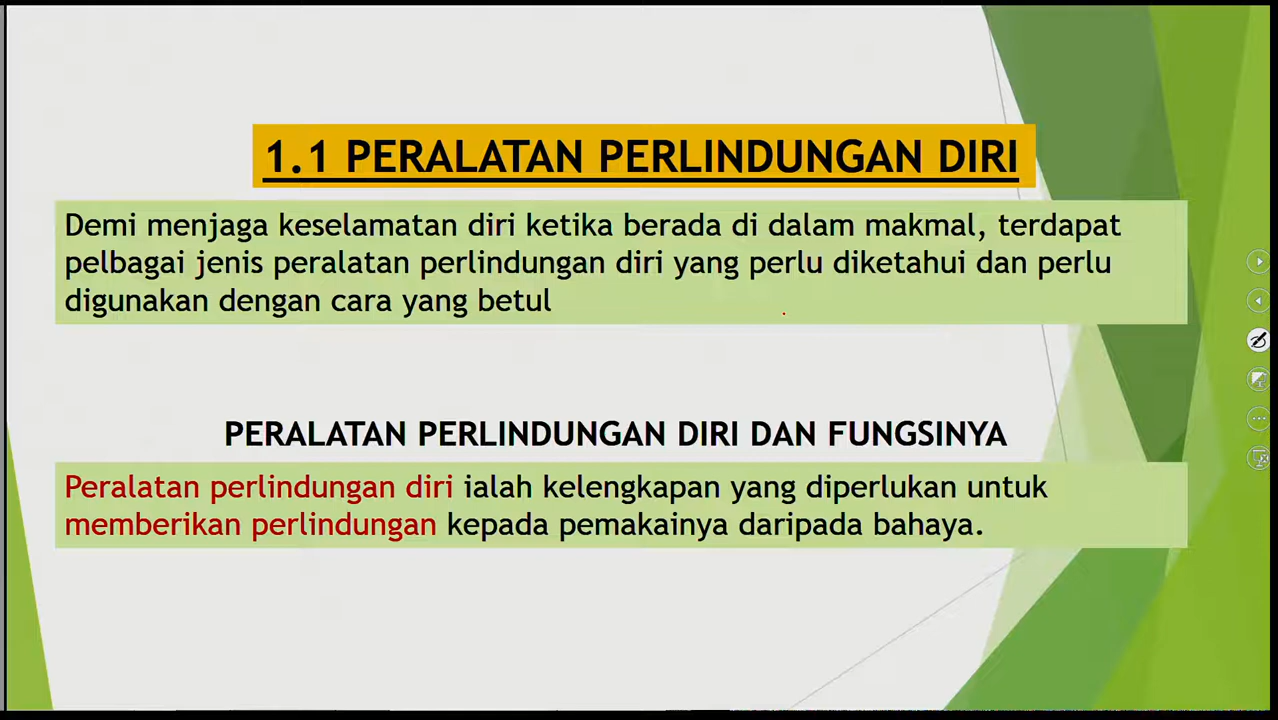 1.1 PERALATAN PERLINDUNGAN DIRI
Demi menjaga keselamatan diri ketika berada di dalam makmal, terdapat
pelbagai jenis peralatan perlindungan diri yang perlu diketahui dan perlu
digunakan dengan cara yang betul
PERALATAN PERLINDUNGAN DIRI DAN FUNGSINYA
Peralatan perlindungan diri ialah kelengkapan yang diperlukan untuk
memberikan perlindungan kepada pemakainya daripada bahaya.